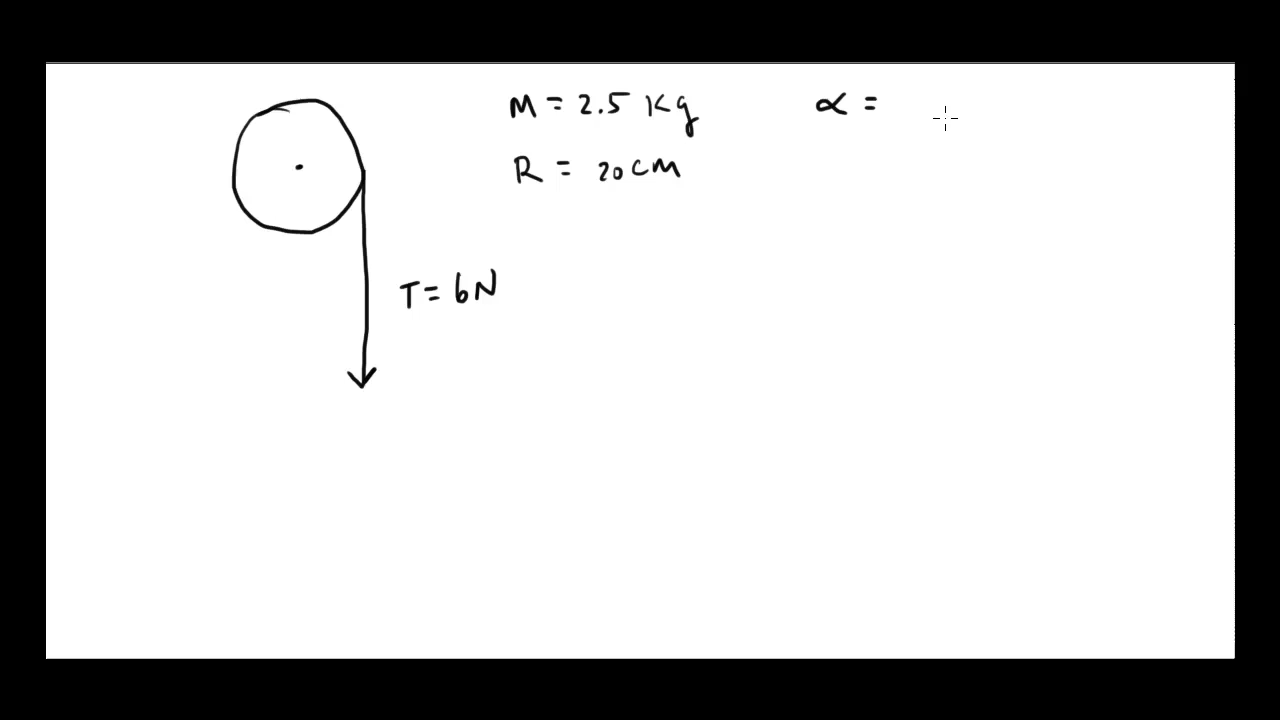 M = 2.5 Kg
α =
R = 20cm
T = 6N